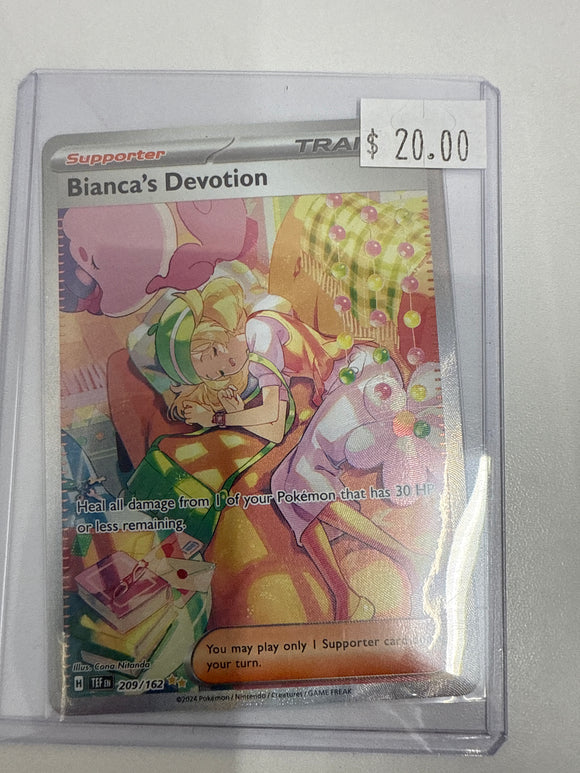 $ 20.00
Supporter
TRAI
Bianca's Devotion
Heal all damage from 1 of your Pokémon that has 30 HP
or less remaining.
You may play only 1 Supporter card
your turn.
Illus. Cona Nitanda
H TEF EN 209/162
©2024 Pokémon / Nintendo / Creatures / GAME FREAK